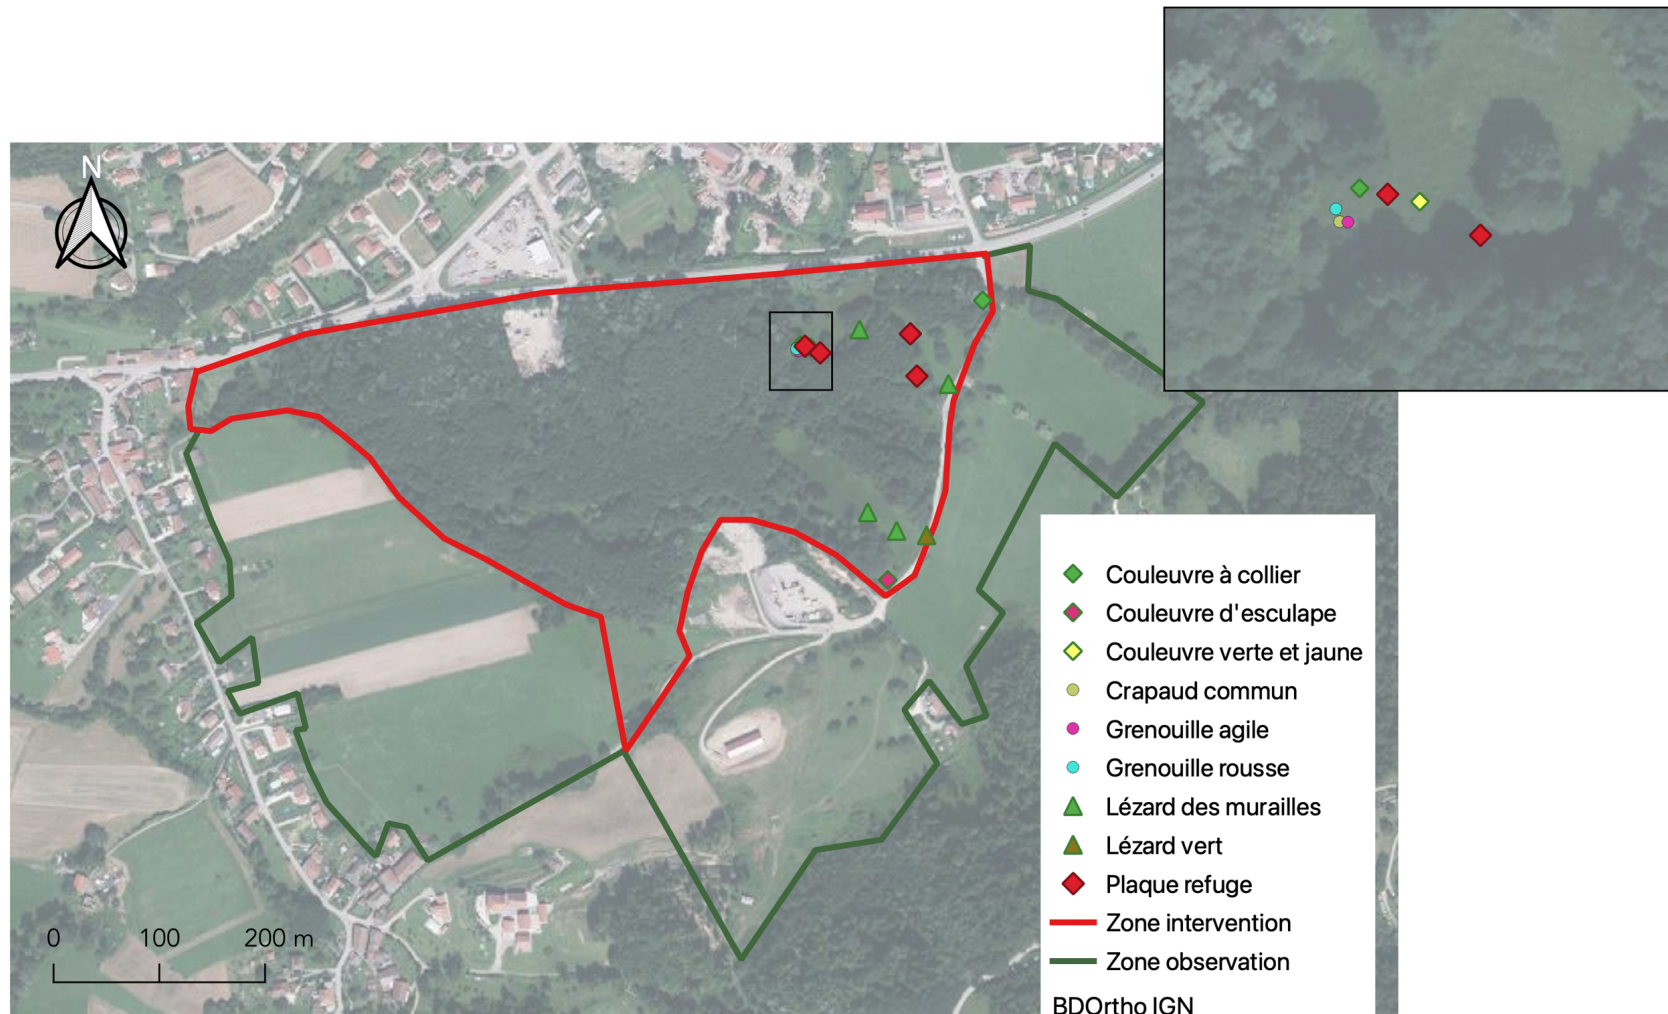 N
Couleuvre à collier
Couleuvre d'esculape
Couleuvre verte et jaune
Crapaud commun
Grenouille agile
Grenouille rousse
Lézard des murailles
Lézard vert
Plaque refuge
Zone intervention
Zone observation
BDOrtho IGN
0 100 200 m